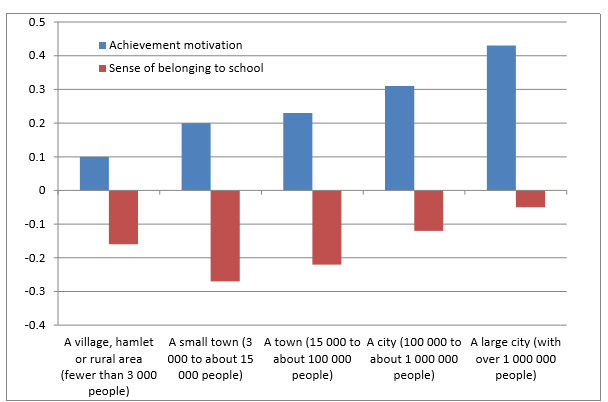 0.5
0.4
0.3
0.2
0.1
0
-0.1
-0.2
-0.3
-0.4
Achievement motivation
Sense of belonging to school
A village, hamlet
or rural area
(fewer than 3 000
people)
A small town (3
000 to about 15
000 people)
A town (15 000 to
about 100 000
people)
A city (100 000 to
about 1 000 000
people)
A large city (with
over 1 000 000
people)